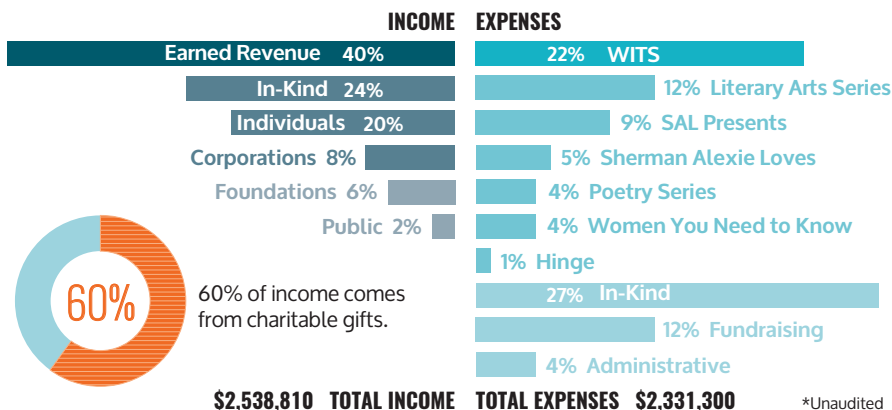 INCOME
Earned Revenue 40%
In-Kind 24%
Individuals 20%
Corporations 8%
Foundations 6%
Public 2%
60%
60% of income comes
from charitable gifts.
$2,538,810 TOTAL INCOME
EXPENSES
22% WITS
12% Literary Arts Series
9% SAL Presents
5% Sherman Alexie Loves
4% Poetry Series
4% Women You Need to Know
1% Hinge
27% In-Kind
12% Fundraising
4% Administrative
TOTAL EXPENSES $2,331,300
*Unaudited